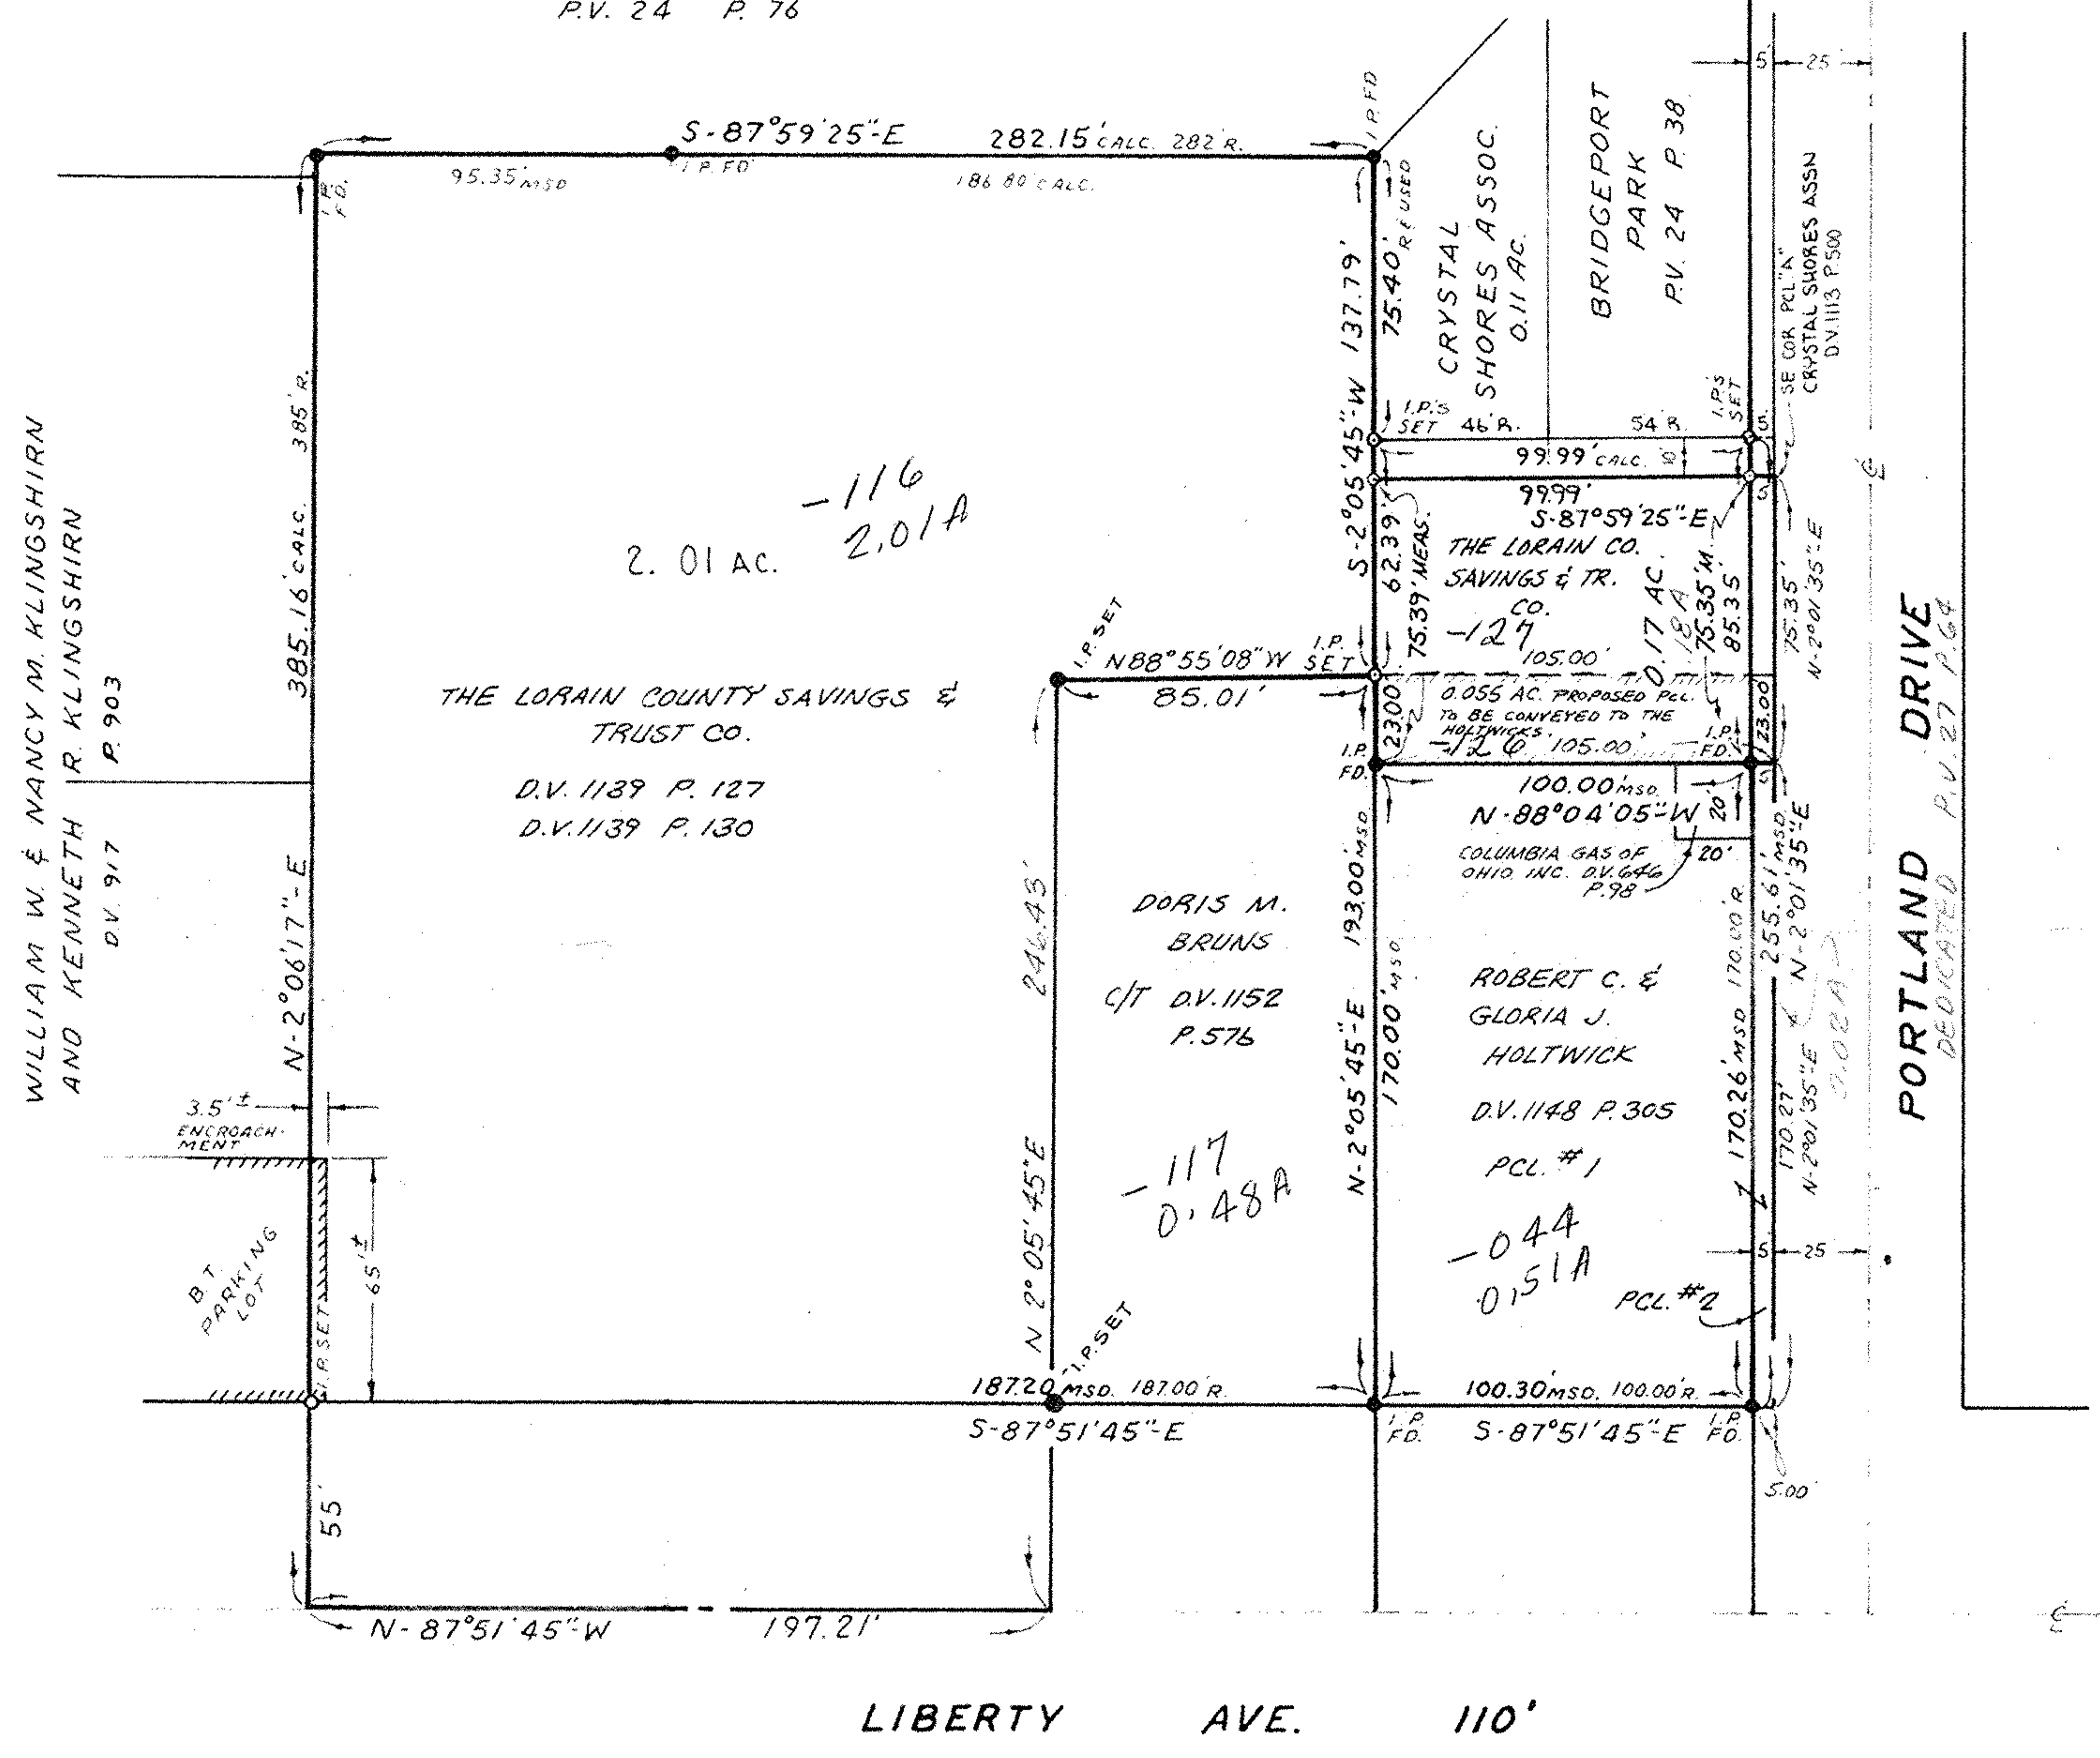 P.V. 24 P. 76
S-87°59'25"-E 282.15' CALC. 282' R.
95.35' MSD
I.P. FD
186.80' CALC.
I.P. FD.
I.P. FD
WILLIAM W. & NANCY M. KLINGSHIRN
AND KENNETH R. KLINGSHIRN
D.V. 917 P. 903
N-2°06'17"-E 385.16' CALC. 385' R.
-116
2.01A
2.01 AC.
THE LORAIN COUNTY SAVINGS &
TRUST CO.
D.V. 1139 P. 127
D.V. 1139 P. 130
3.5'±
ENCROACH-
MENT
B.T.
PARKING
LOT
65'±
I.P. SET
55'
N-87°51'45"-W 197.21'
I.P. SET
N88°55'08"W
85.01'
N 2°05'45"E 246.43'
I.P. SET
187.20 MSD. 187.00' R.
S-87°51'45"-E
DORIS M.
BRUNS
C/T D.V. 1152
P. 576
-117
0.48A
S-2°05'45"-W 137.79'
75.40'
REUSED
62.39'
75.39' MEAS.
I.P. SET
23.00
I.P. FD.
N-2°05'45"-E 193.00' MSD.
170.00' MSD
CRYSTAL
SHORES ASSOC.
0.11 AC.
BRIDGEPORT
PARK
P.V. 24 P. 38
I.P.'S SET
46' R.
54' R.
I.P.'S SET
5'
99.99' CALC.
10'
99.99'
S-87°59'25"-E
5'
THE LORAIN CO.
SAVINGS & TR.
CO.
-127
0.17 AC.
.18A
75.35' M.
85.35'
105.00'
0.055 AC. PROPOSED PCL.
TO BE CONVEYED TO THE
HOLTWICKS
-126 105.00'
I.P. FD.
23.00
100.00 MSD.
N-88°04'05"-W
20'
20'
COLUMBIA GAS OF
OHIO INC. D.V. 646
P. 98
ROBERT C. &
GLORIA J.
HOLTWICK
D.V. 1148 P. 305
PCL. #1
-044
0.51A
PCL. #2
170.26' MSD 170.00' R.
255.61' MSD.
N-2°01'35"-E
170.27'
N-2°01'35"-E
0.02A
100.30' MSD. 100.00' R.
I.P. FD.
S-87°51'45"-E
I.P. FD.
5.00'
5' 25
5' 25
SE COR PCL. "A"
CRYSTAL SHORES ASSN
D.V. 1113 P. 500
75.35'
N-2°01'35"-E
PORTLAND DRIVE
DEDICATED P.V. 27 P. 64
LIBERTY AVE. 110'